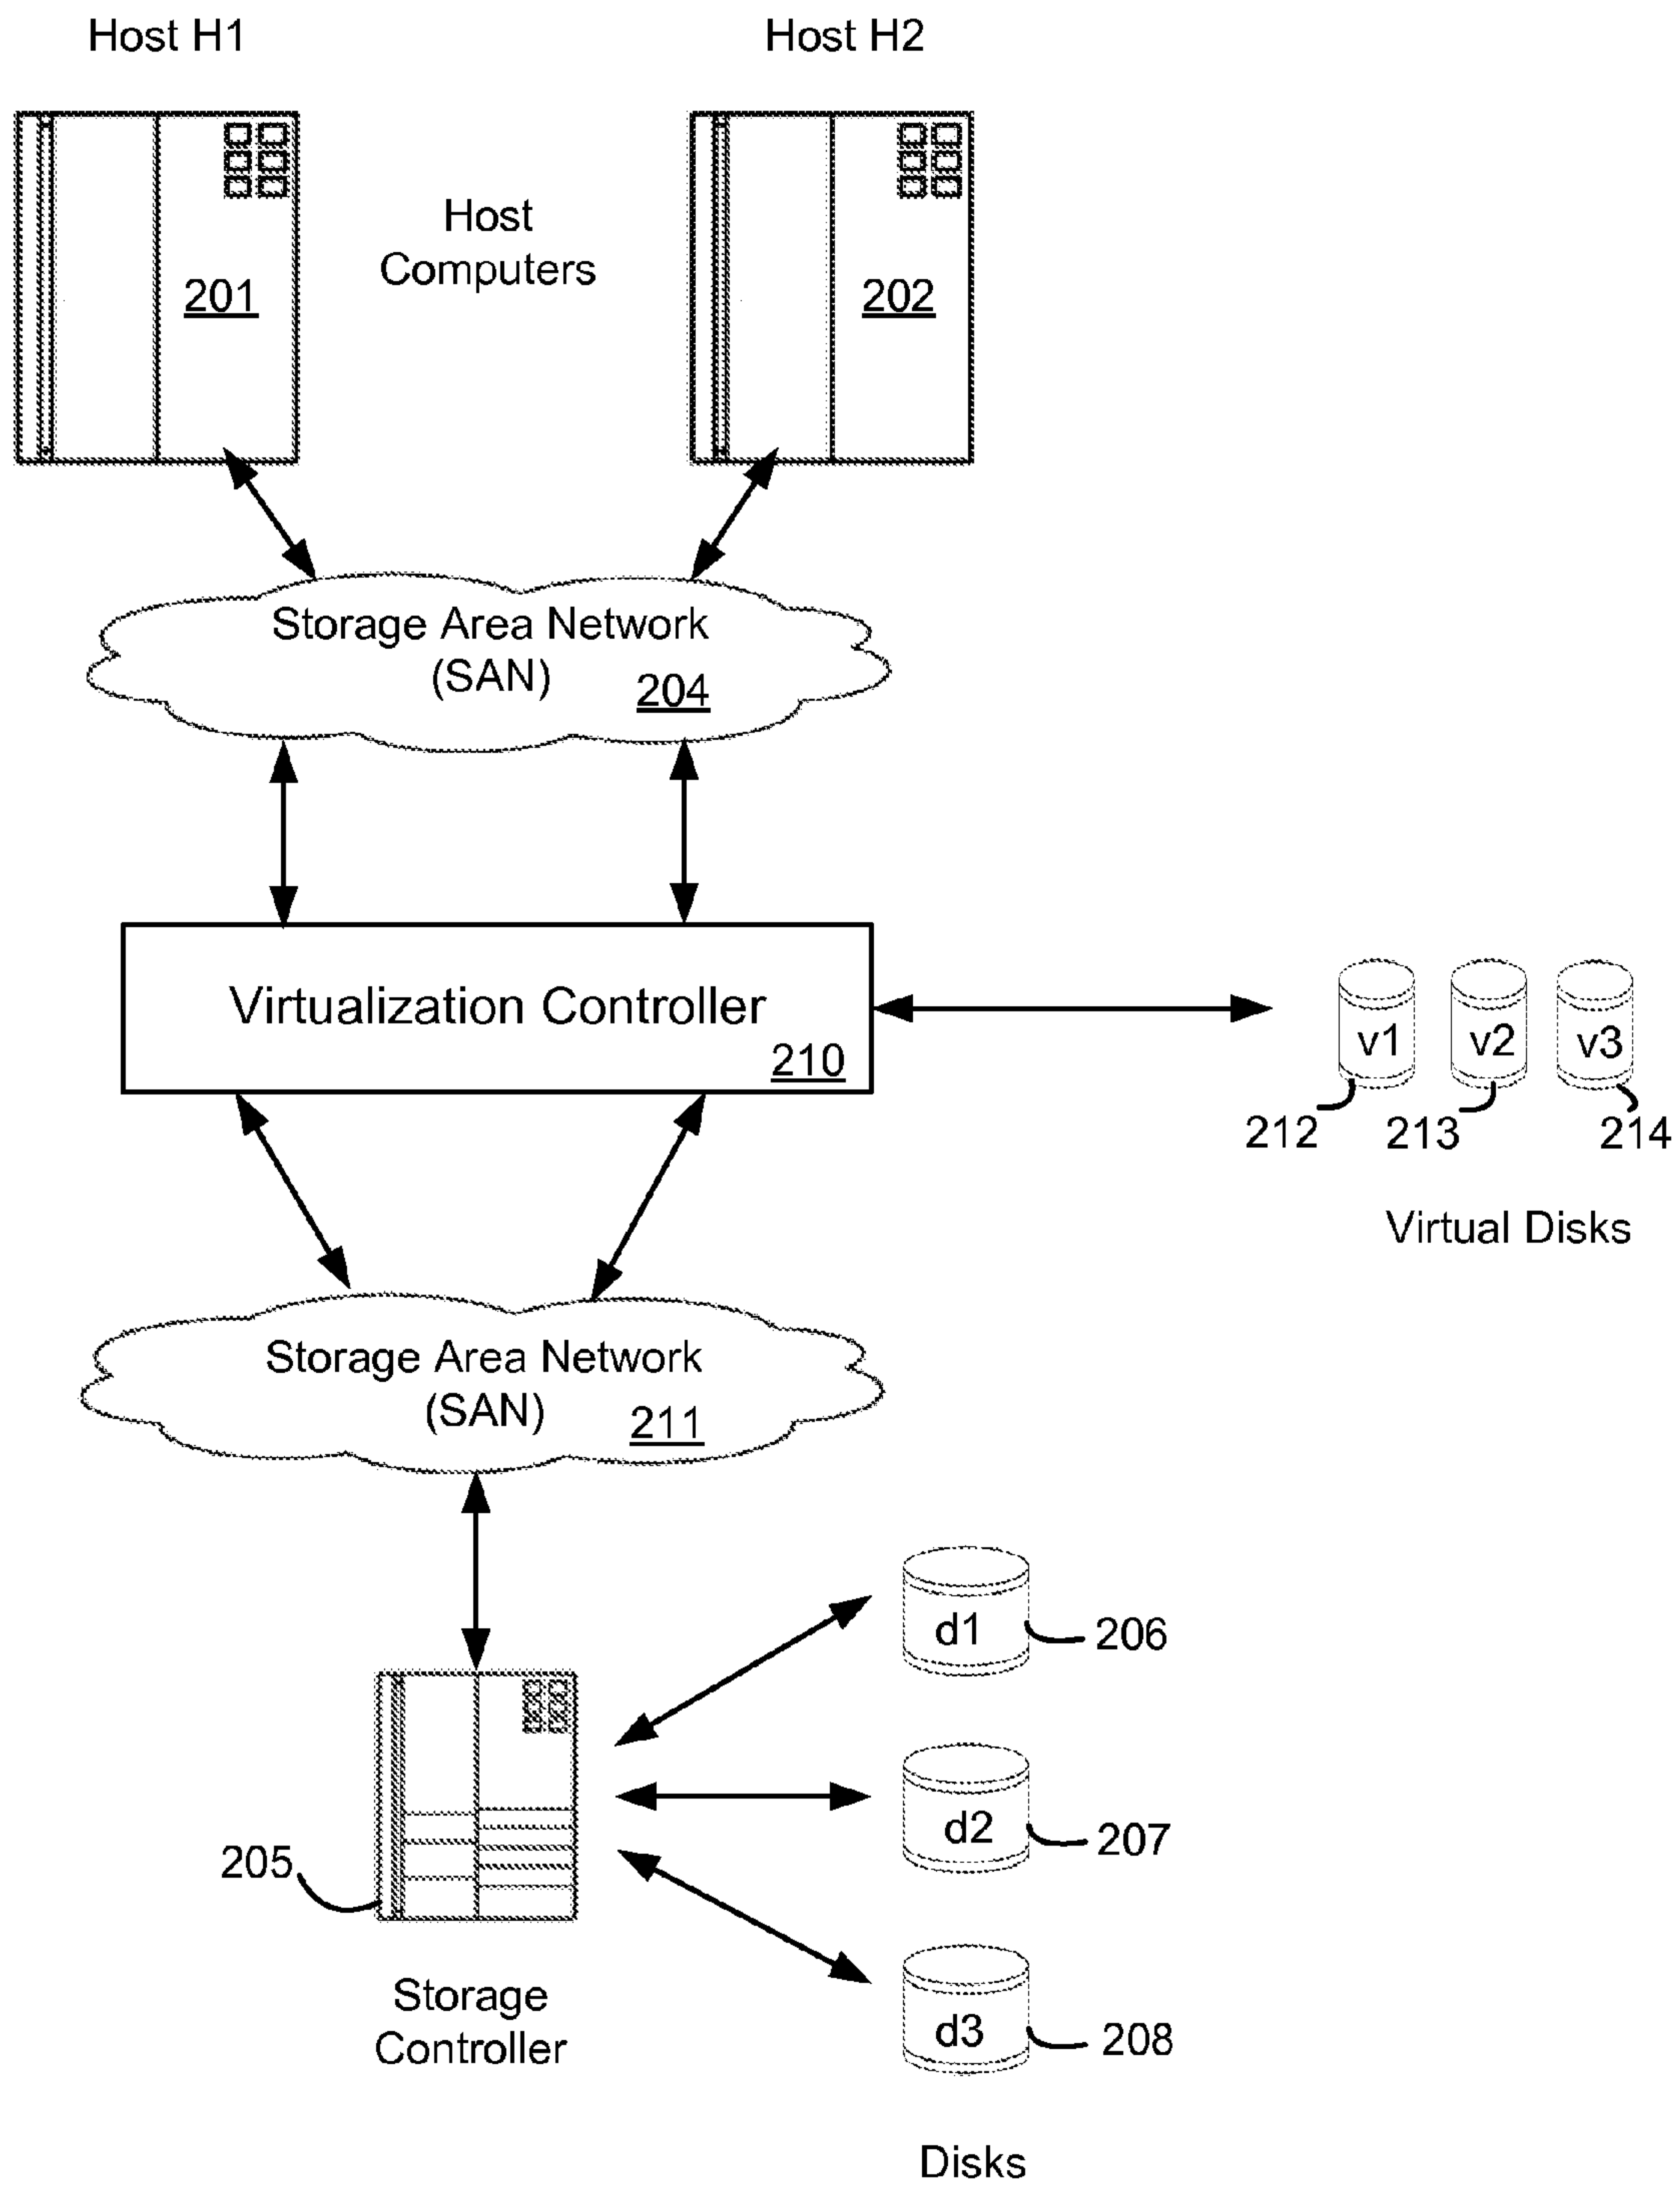 Host H1
Host H2
Host
Computers
201
202
Storage Area Network
(SAN)
204
Virtualization Controller
210
v1
v2
v3
212
213
214
Virtual Disks
Storage Area Network
(SAN)
211
d1
206
d2
207
205
d3
208
Storage
Controller
Disks